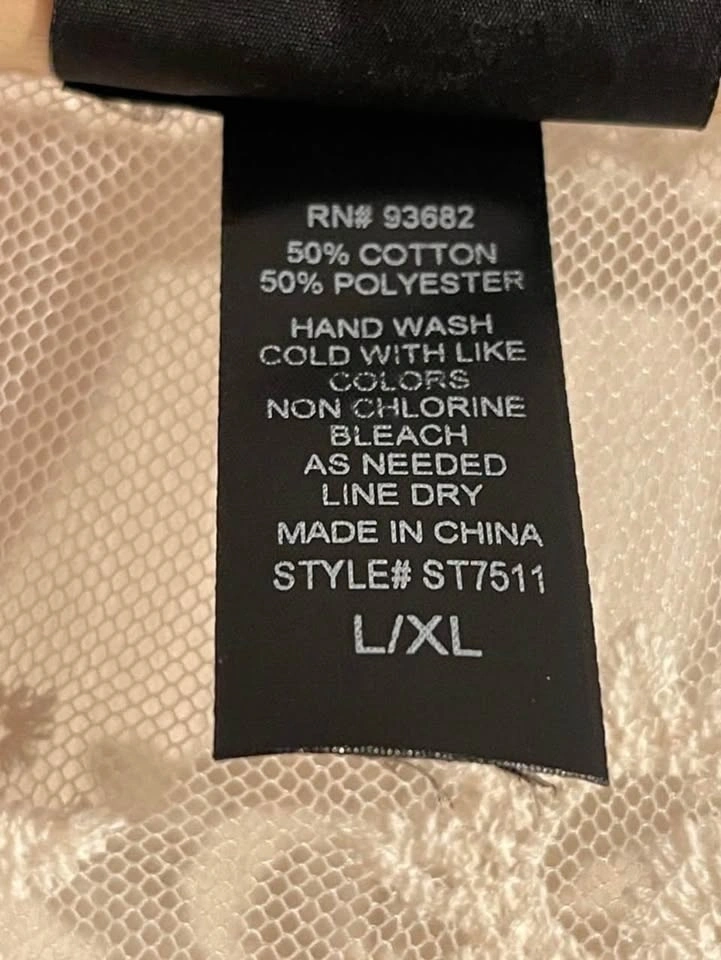 RN# 93682
50% COTTON
50% POLYESTER
HAND WASH
COLD WITH LIKE
COLORS
NON CHLORINE
BLEACH
AS NEEDED
LINE DRY
MADE IN CHINA
STYLE# ST7511
L/XL